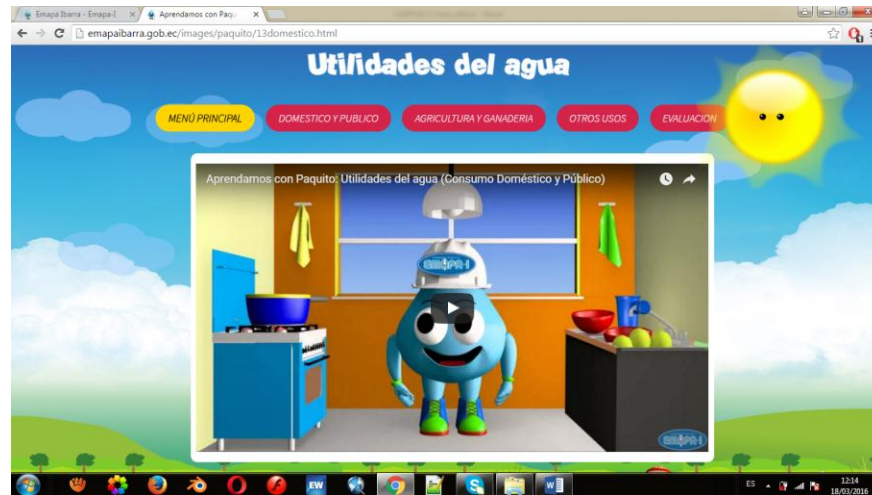 Emapa Ibarra - Emapa-I
Aprendamos con Paqu
emapaibarra.gob.ec/images/paquito/13domestico.html
Utilidades del agua
MENÚ PRINCIPAL
DOMESTICO Y PUBLICO
AGRICULTURA Y GANADERIA
OTROS USOS
EVALUACION
Aprendamos con Paquito: Utilidades del agua (Consumo Doméstico y Público)
EMAPA-I
EMAPA-I
EW
ES
12:14
18/03/2016